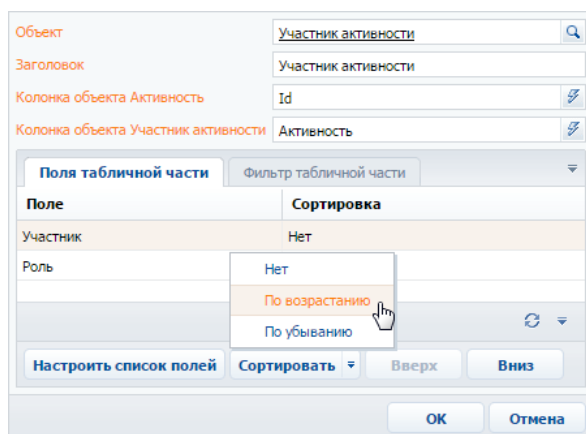 Объект Участник активности
Заголовок Участник активности
Колонка объекта Активность Id
Колонка объекта Участник активности Активность
Поля табличной части Фильтр табличной части
Поле Сортировка
Участник Нет
Роль Нет
По возрастанию
По убыванию
Настроить список полей Сортировать Вверх Вниз
ОК Отмена